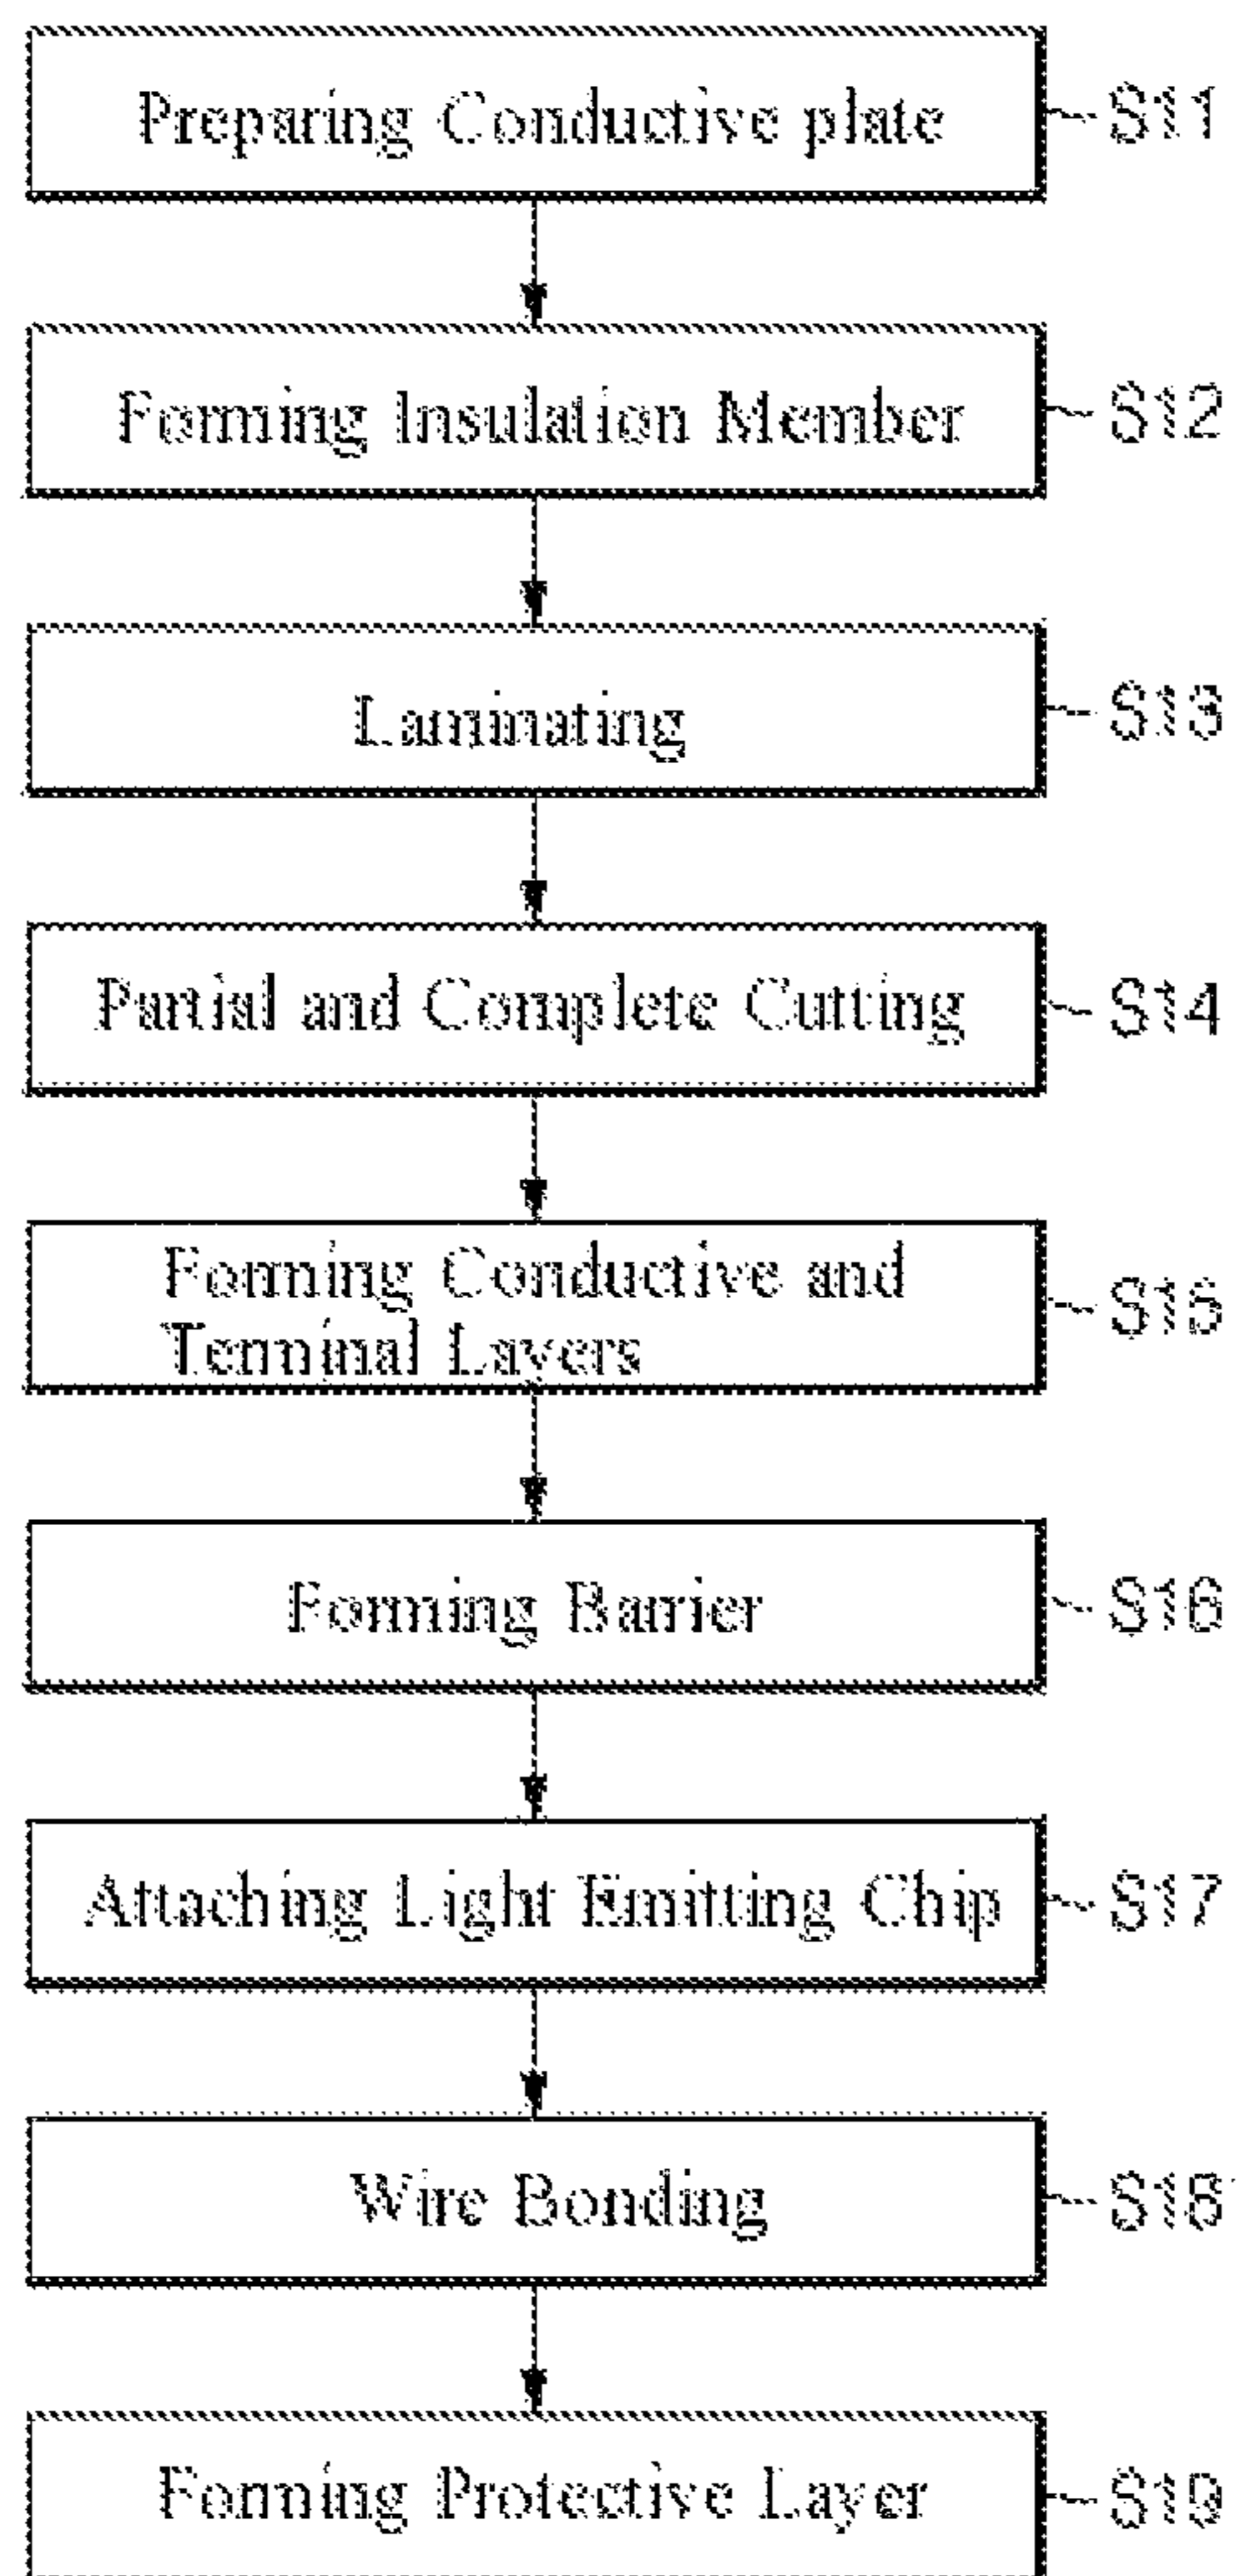 Preparing Conductive plate S11
Forming Insulation Member S12
Laminating S13
Partial and Complete Cutting S14
Forming Conductive and
Terminal Layers S15
Forming Barrier S16
Attaching Light Emitting Chip S17
Wire Bonding S18
Forming Protective Layer S19